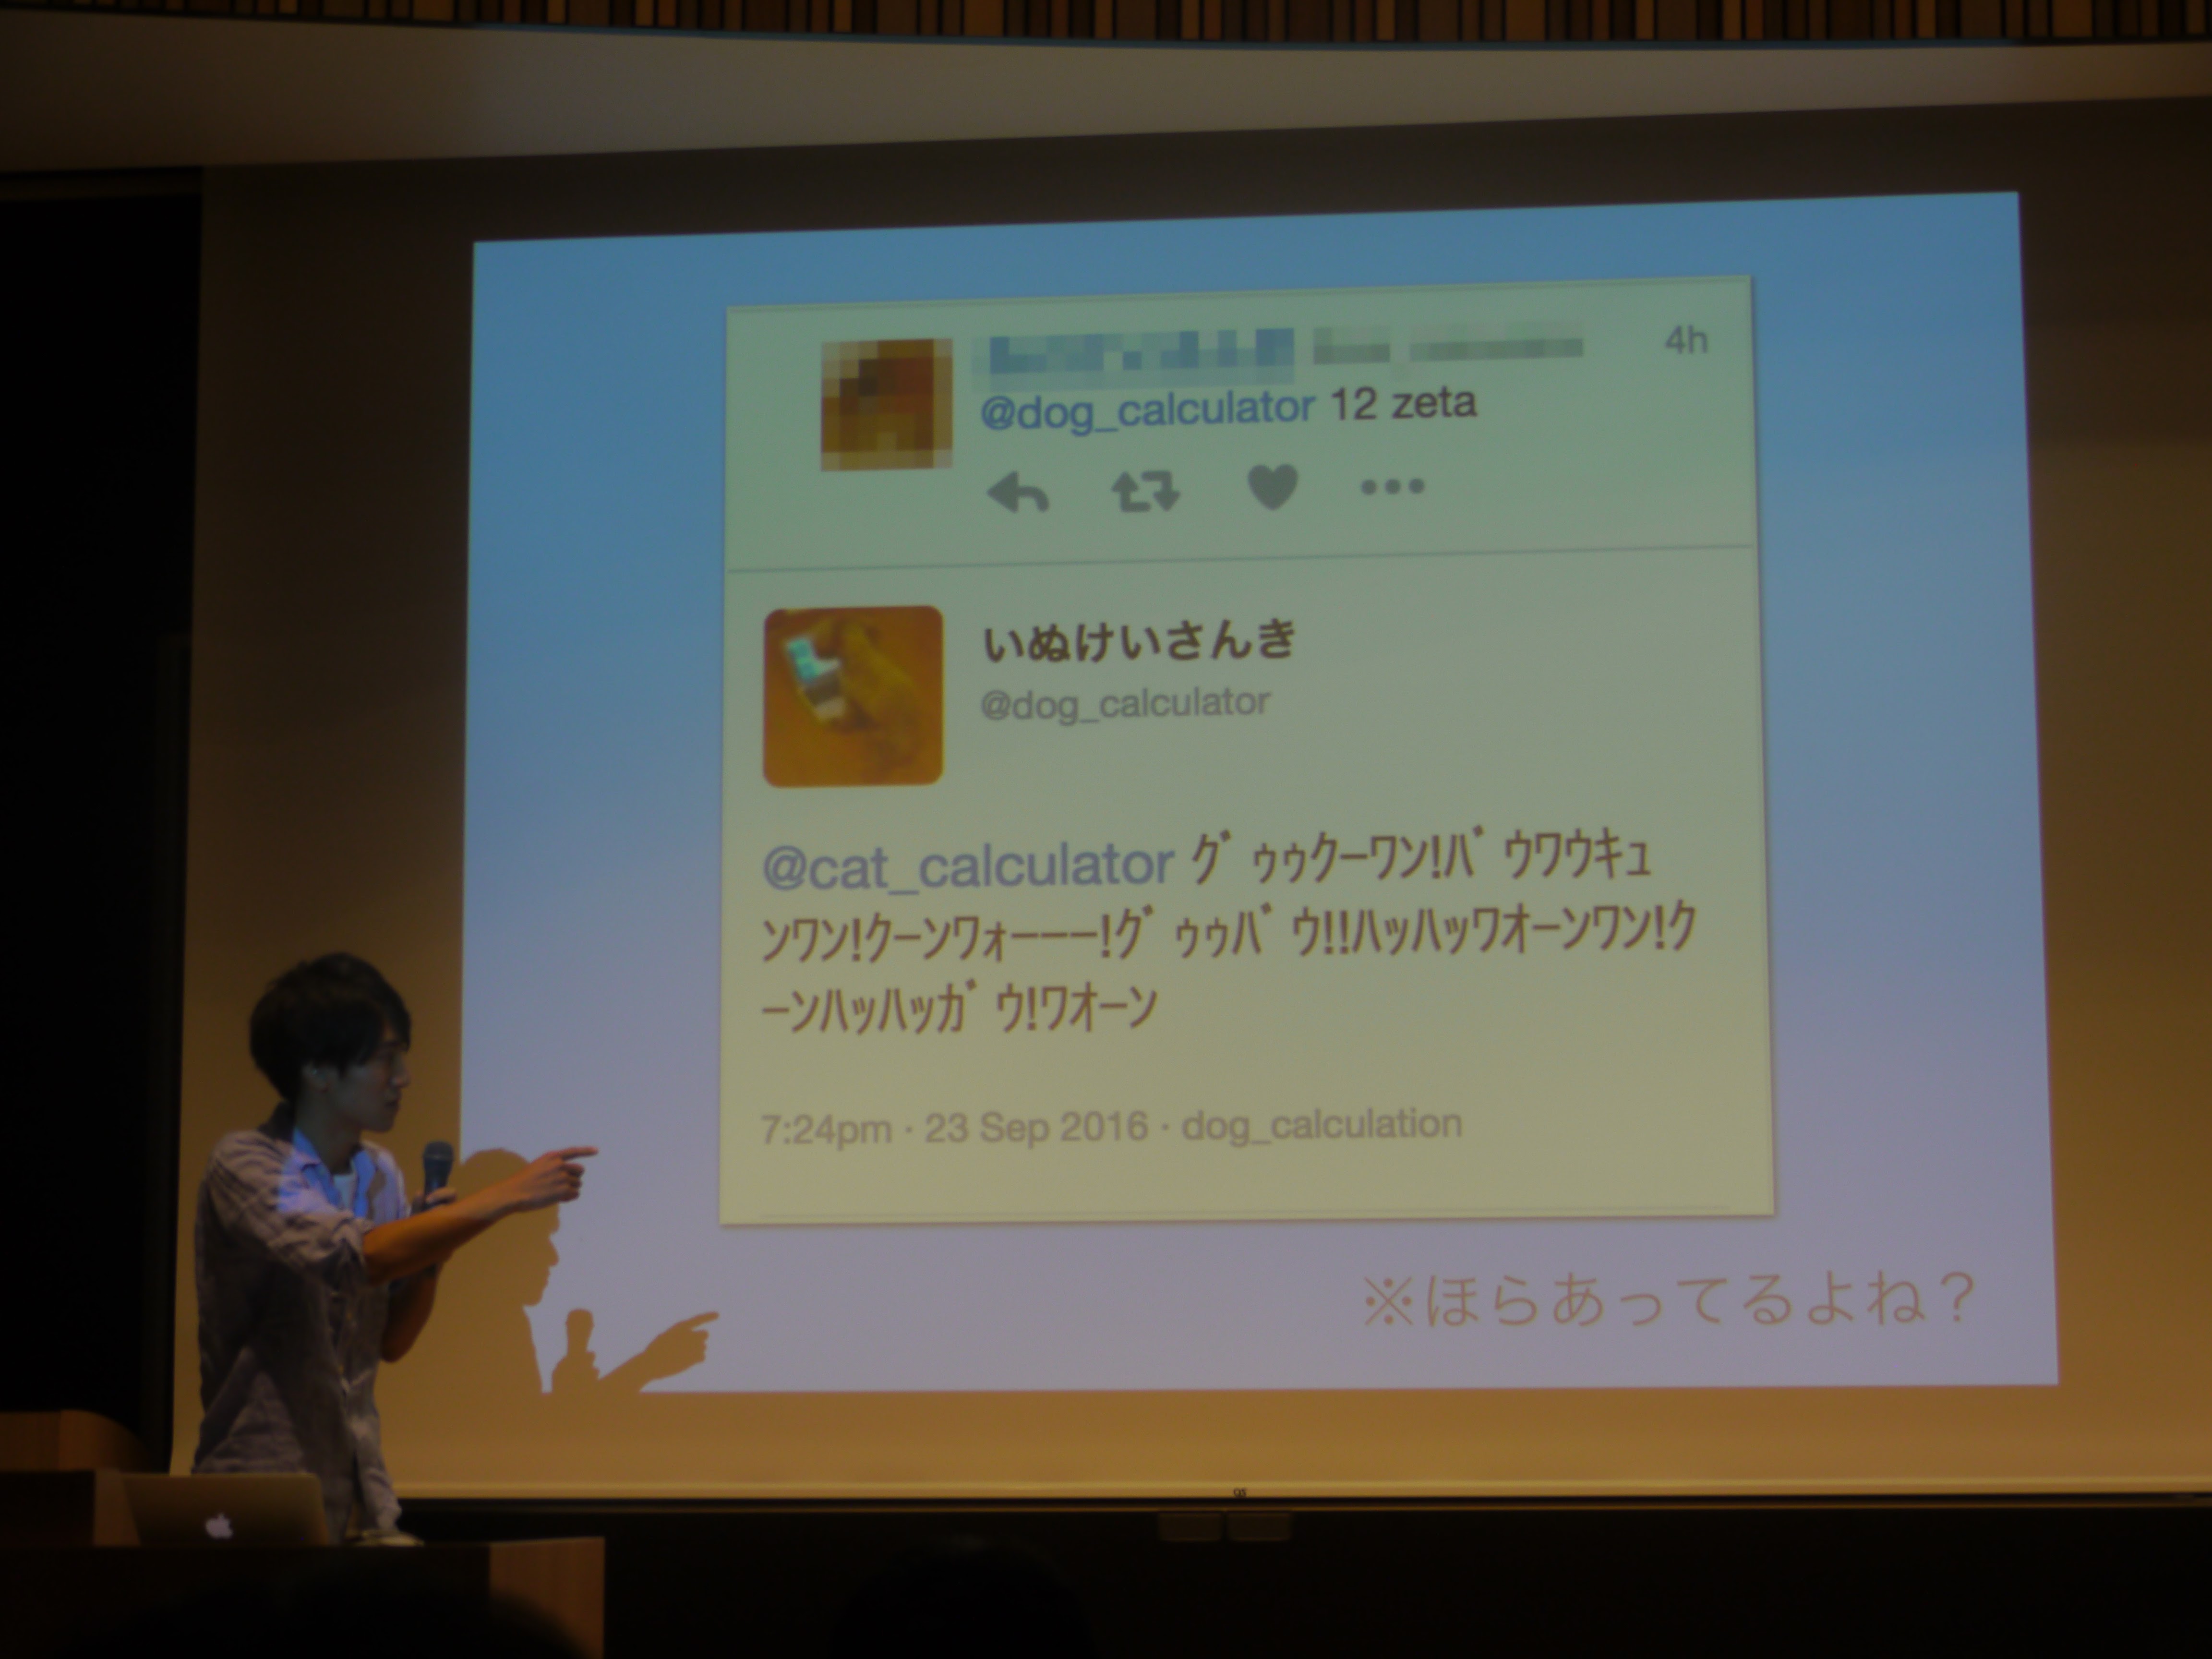 4h
@dog_calculator 12 zeta
いぬけいさんき
@dog_calculator
@cat_calculator グゥゥクーワン!バウワウキュ
ンワン!クーンワォーーー!グゥゥバウ!!ハッハッワオーンワン!ク
ーンハッハッガウ!ワオーン
7:24pm · 23 Sep 2016 · dog_calculation
※ほらあってるよね？
OS